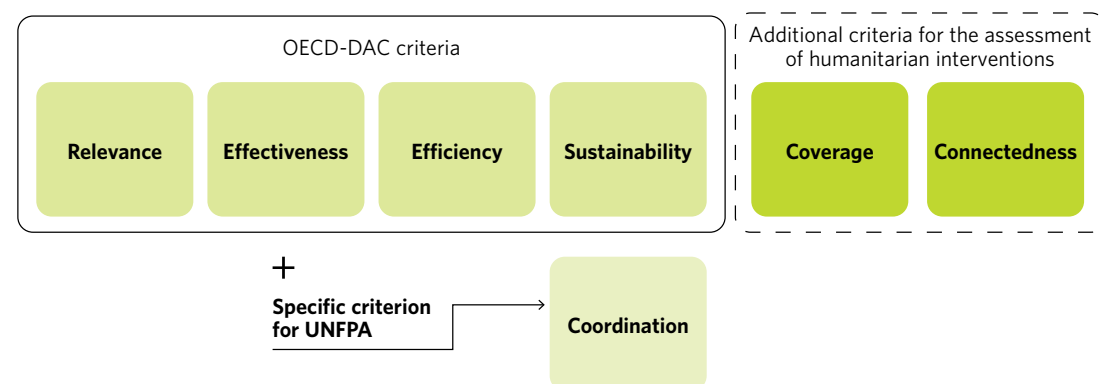 OECD-DAC criteria
Additional criteria for the assessment
of humanitarian interventions
Relevance
Effectiveness
Efficiency
Sustainability
Coverage
Connectedness
+
Specific criterion
for UNFPA
Coordination